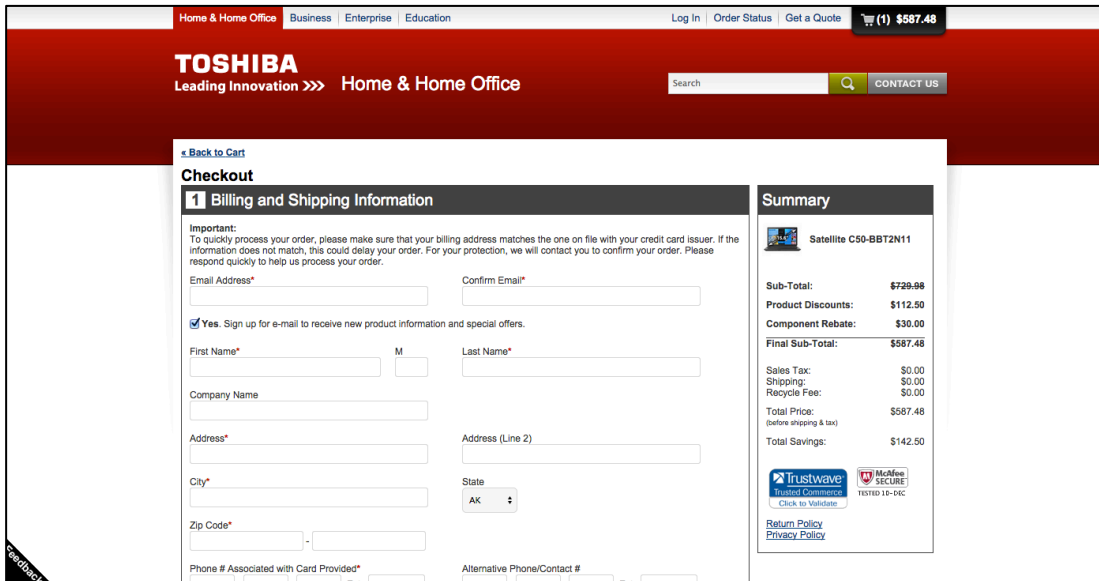 Home & Home Office Business Enterprise Education Log In Order Status Get a Quote (1) $587.48
TOSHIBA
Leading Innovation >>> Home & Home Office
Search CONTACT US
« Back to Cart
Checkout
1 Billing and Shipping Information
Important:
To quickly process your order, please make sure that your billing address matches the one on file with your credit card issuer. If the
information does not match, this could delay your order. For your protection, we will contact you to confirm your order. Please
respond quickly to help us process your order.
Email Address* Confirm Email*
Yes. Sign up for e-mail to receive new product information and special offers.
First Name* M Last Name*
Company Name
Address* Address (Line 2)
City* State
AK
Zip Code*
-
Phone # Associated with Card Provided* Alternative Phone/Contact #
Summary
Satellite C50-BBT2N11
Sub-Total: $729.98
Product Discounts: $112.50
Component Rebate: $30.00
Final Sub-Total: $587.48
Sales Tax: $0.00
Shipping: $0.00
Recycle Fee: $0.00
Total Price: $587.48
(before shipping & tax)
Total Savings: $142.50
Trustwave
Trusted Commerce
Click to Validate
McAfee
SECURE
TESTED 10-DEC
Return Policy
Privacy Policy
Feedback